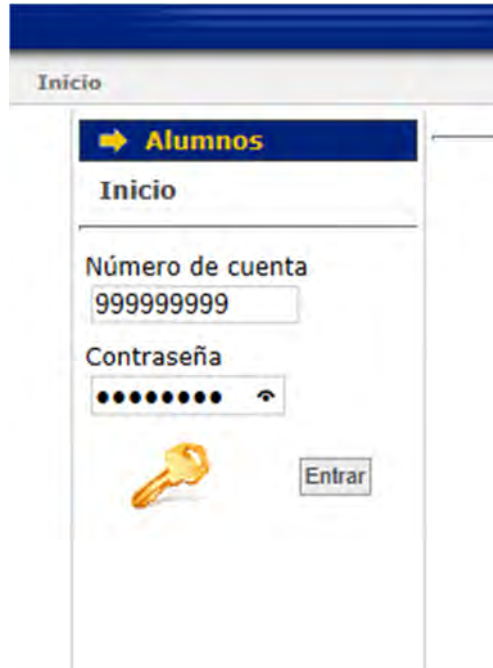 Inicio
Alumnos
Inicio
Número de cuenta
999999999
Contraseña
••••••••
Entrar